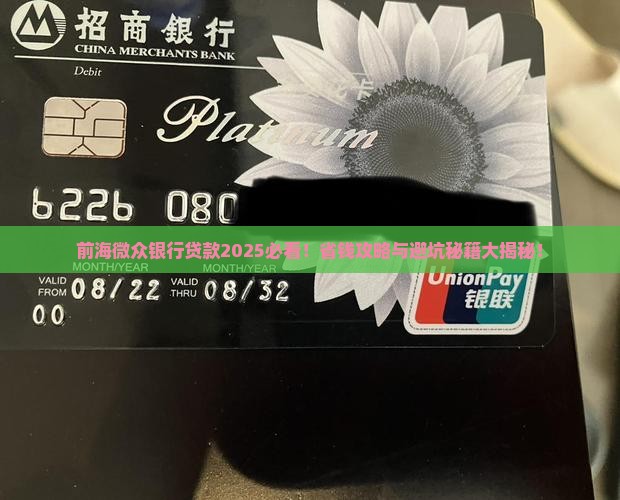 招商銀行
CHINA MERCHANTS BANK
Debit
Platinum
6226 080
前海微众银行贷款2025必看！省钱攻略与避坑秘籍大揭秘！
MONTH/YEAR MONTH/YEAR
VALID FROM 08/22 VALID THRU 08/32
00
UnionPay
银联